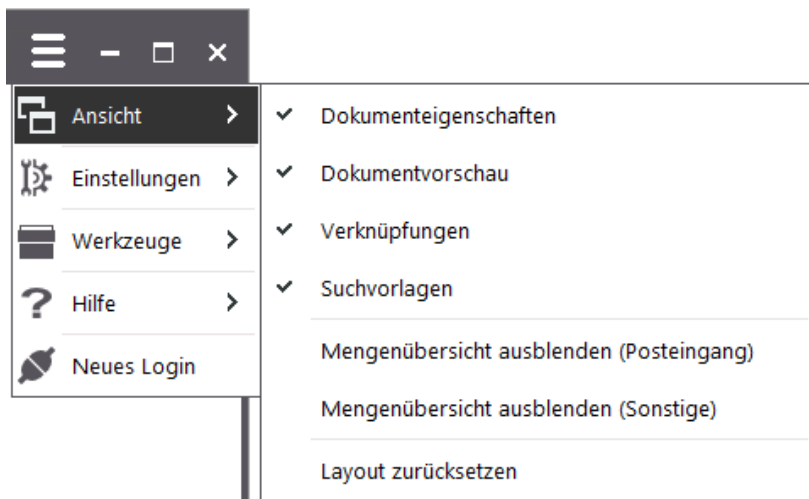 Ansicht
Einstellungen
Werkzeuge
Hilfe
Neues Login
Dokumenteigenschaften
Dokumentvorschau
Verknüpfungen
Suchvorlagen
Mengenübersicht ausblenden (Posteingang)
Mengenübersicht ausblenden (Sonstige)
Layout zurücksetzen